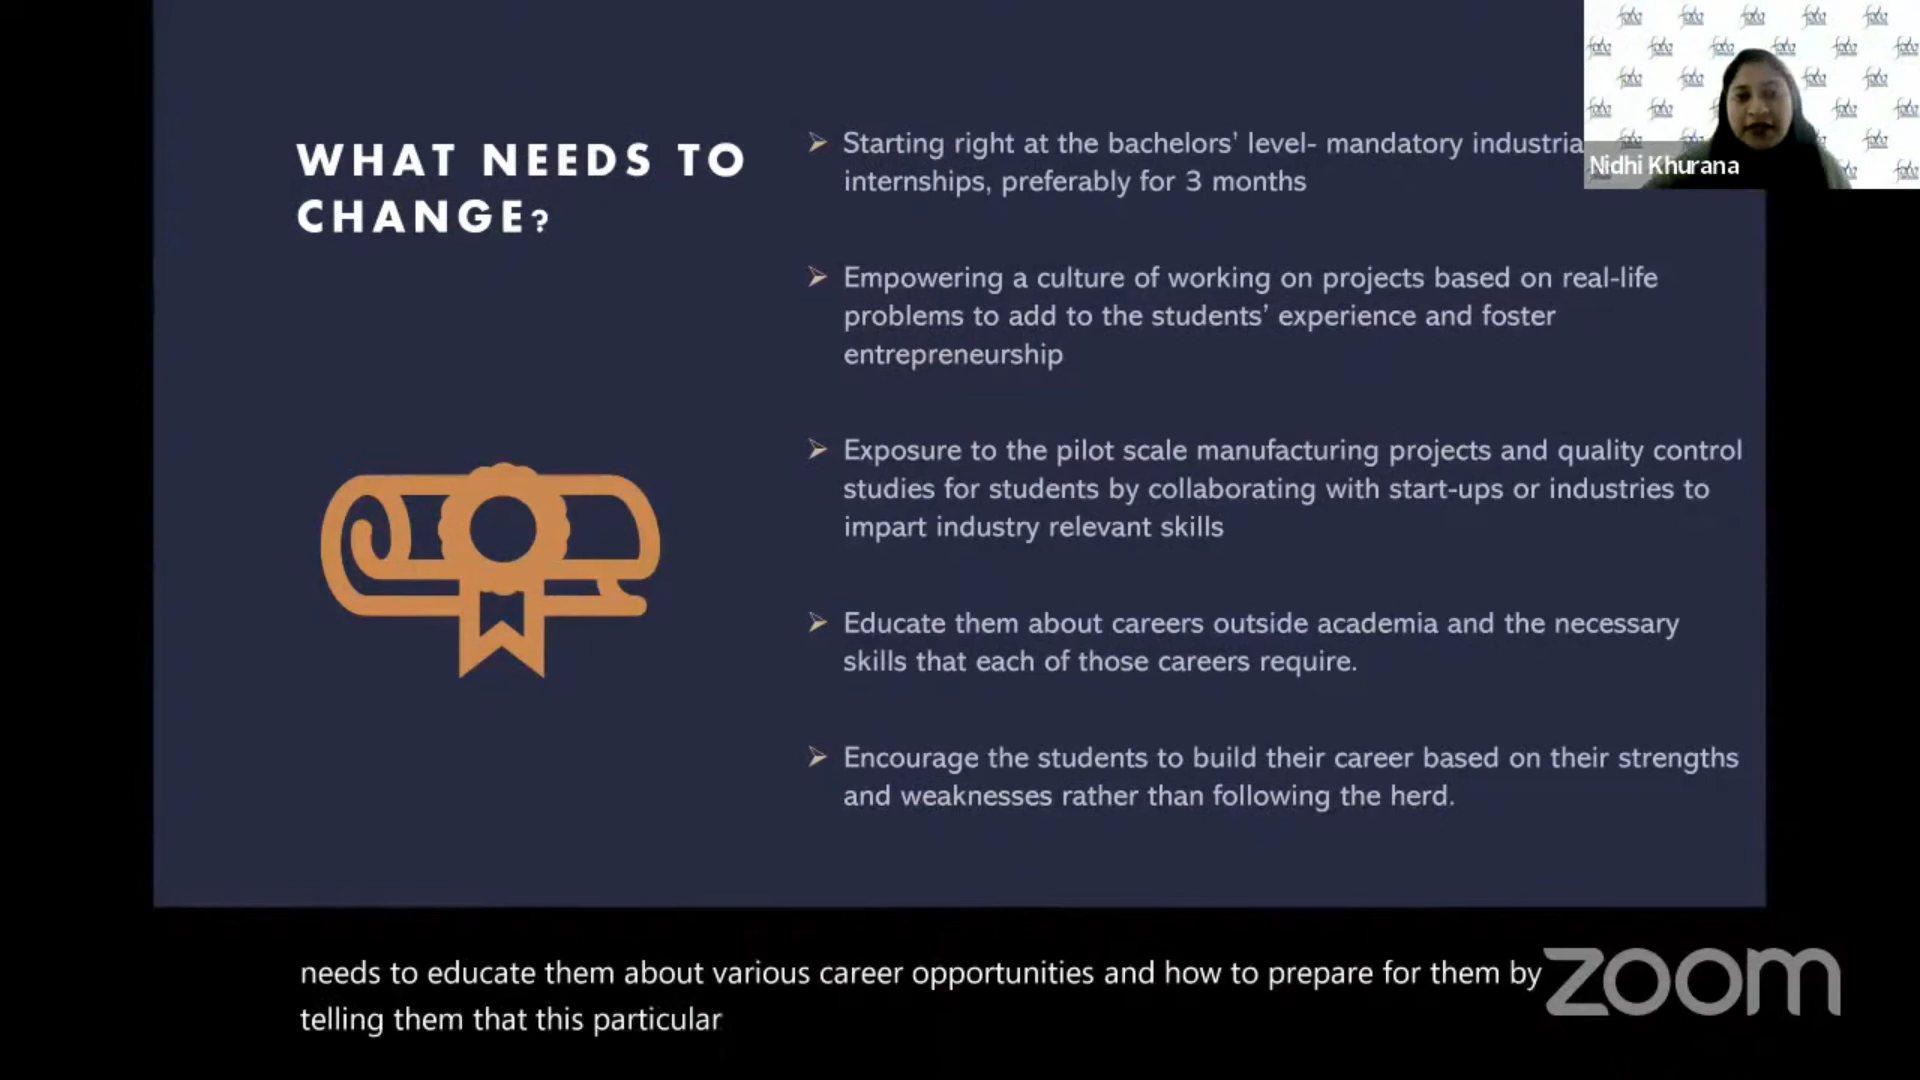 WHAT NEEDS TO
CHANGE?
Starting right at the bachelors' level- mandatory industria
internships, preferably for 3 months
Empowering a culture of working on projects based on real-life
problems to add to the students' experience and foster
entrepreneurship
Exposure to the pilot scale manufacturing projects and quality control
studies for students by collaborating with start-ups or industries to
impart industry relevant skills
Educate them about careers outside academia and the necessary
skills that each of those careers require.
Encourage the students to build their career based on their strengths
and weaknesses rather than following the herd.
Nidhi Khurana
needs to educate them about various career opportunities and how to prepare for them by
telling them that this particular
zoom